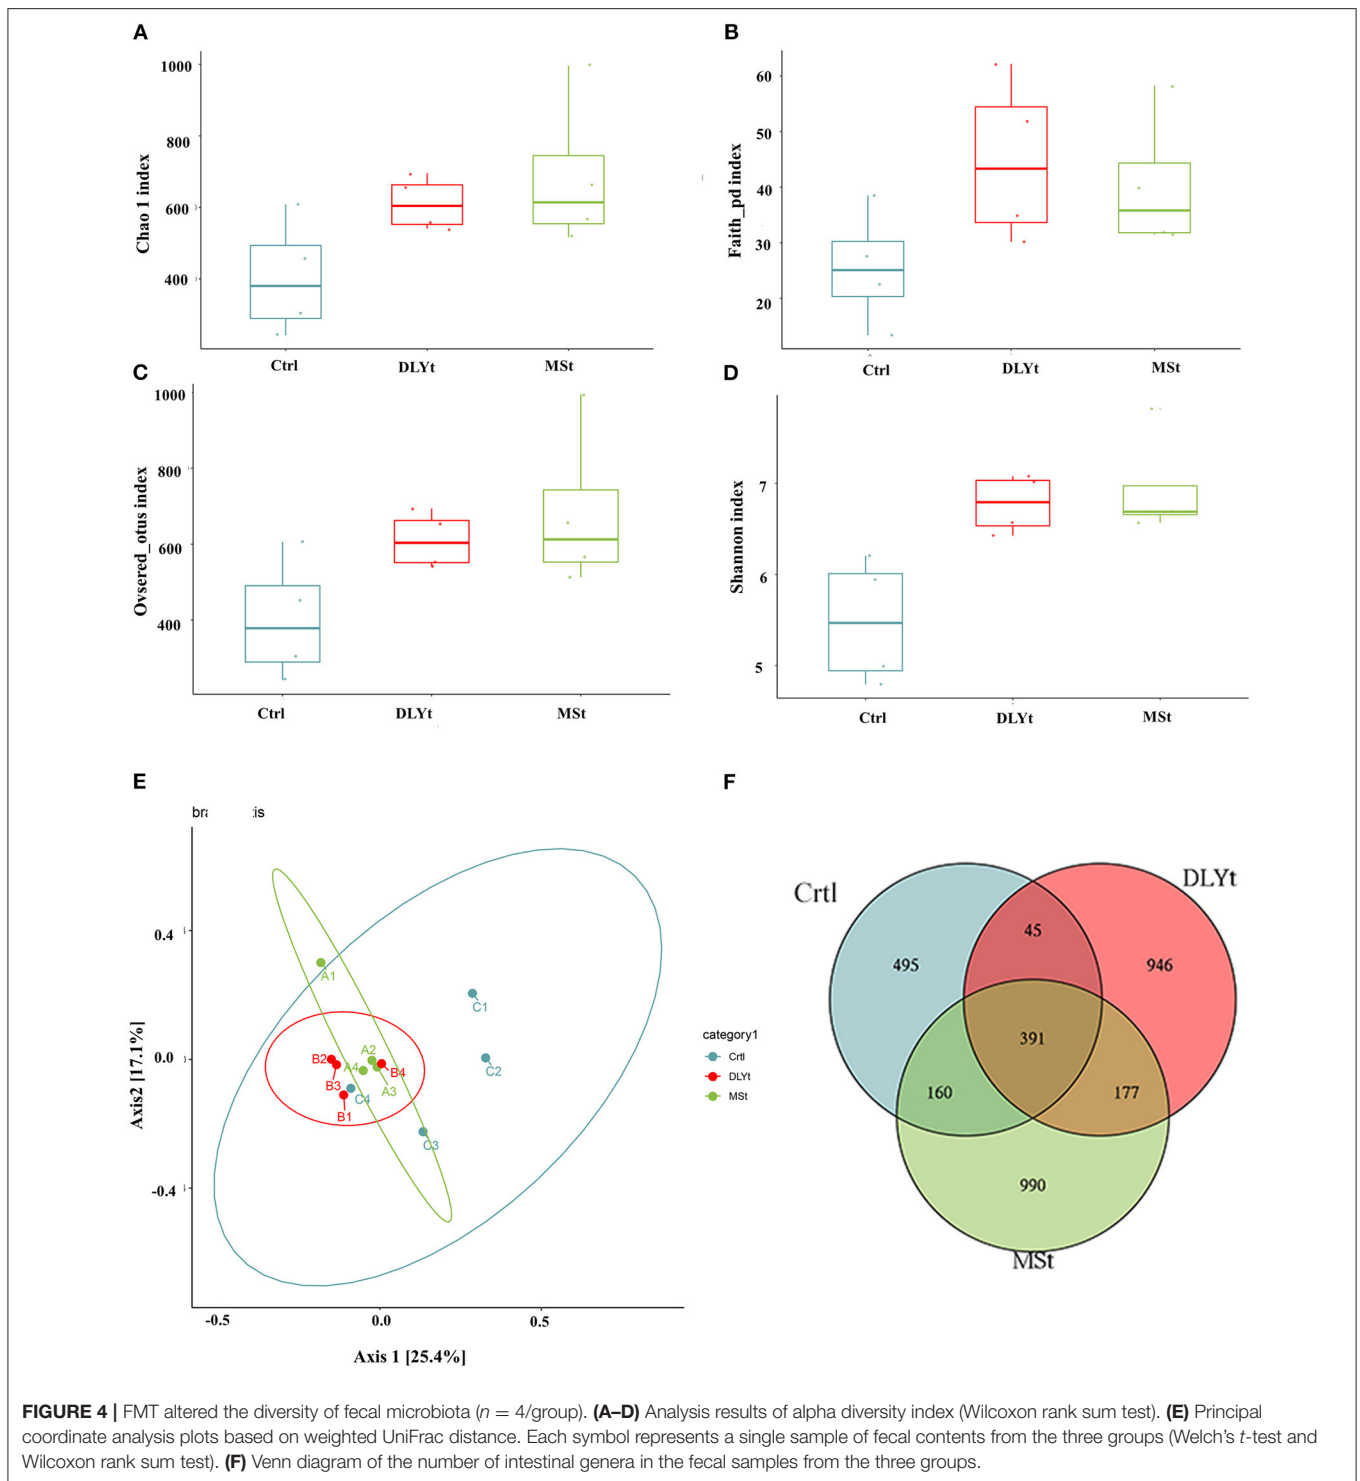 A
Chao 1 index
1000
800
600
400
Ctrl
DLYt
MSt
B
Faith_pd index
60
50
40
30
20
Ctrl
DLYt
MSt
C
Ovsered_otus index
1000
800
600
400
Ctrl
DLYt
MSt
D
Shannon index
7
6
5
Ctrl
DLYt
MSt
E
Axis2 [17.1%]
0.4
0.0
-0.4
A1
A2
A4
A3
B2
B3
B1
B4
C1
C2
C4
C3
-0.5
0.0
0.5
Axis 1 [25.4%]
category1
Crtl
DLYt
MSt
F
Crtl
DLYt
45
495
946
391
160
177
990
MSt
FIGURE 4 | FMT altered the diversity of fecal microbiota (n = 4/group). (A–D) Analysis results of alpha diversity index (Wilcoxon rank sum test). (E) Principal
coordinate analysis plots based on weighted UniFrac distance. Each symbol represents a single sample of fecal contents from the three groups (Welch's t-test and
Wilcoxon rank sum test). (F) Venn diagram of the number of intestinal genera in the fecal samples from the three groups.